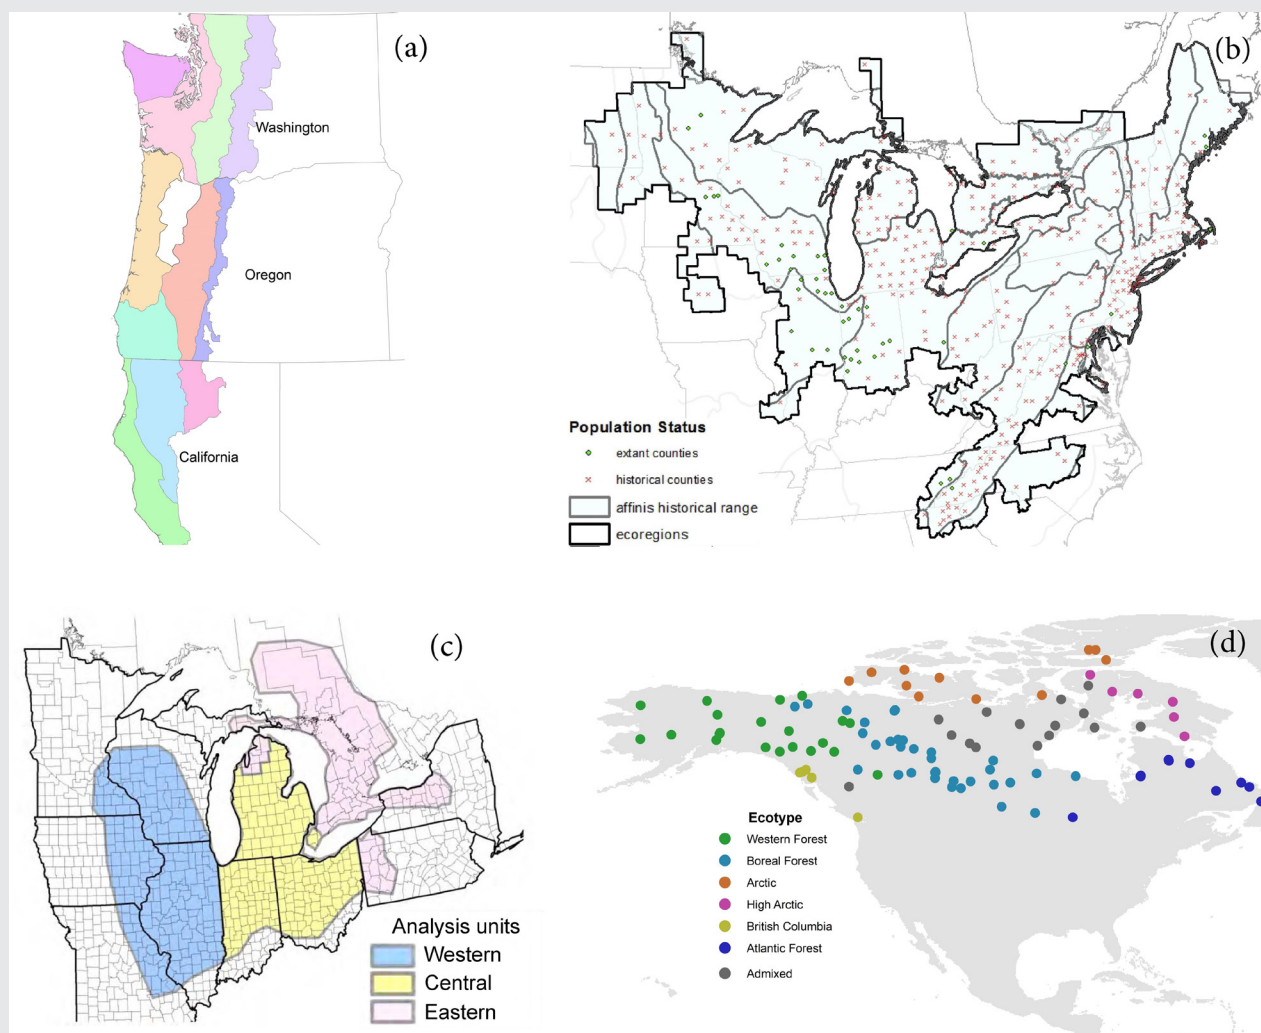 (a)
Washington
Oregon
California
(b)
Population Status
extant counties
historical counties
affinis historical range
ecoregions
(c)
Analysis units
Western
Central
Eastern
(d)
Ecotype
Western Forest
Boreal Forest
Arctic
High Arctic
British Columbia
Atlantic Forest
Admixed